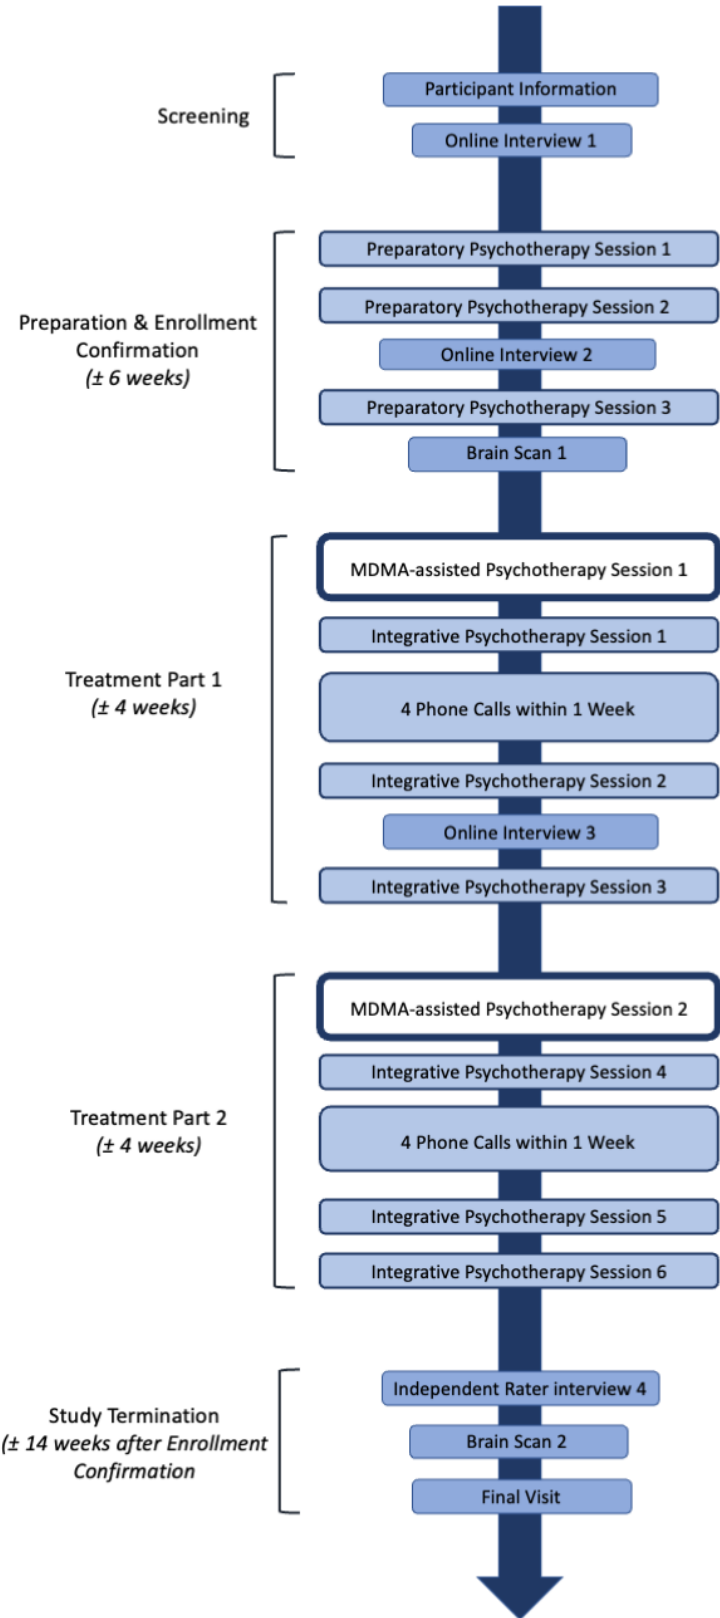 Screening
Participant Information
Online Interview 1
Preparation & Enrollment
Confirmation
(± 6 weeks)
Preparatory Psychotherapy Session 1
Preparatory Psychotherapy Session 2
Online Interview 2
Preparatory Psychotherapy Session 3
Brain Scan 1
Treatment Part 1
(± 4 weeks)
MDMA-assisted Psychotherapy Session 1
Integrative Psychotherapy Session 1
4 Phone Calls within 1 Week
Integrative Psychotherapy Session 2
Online Interview 3
Integrative Psychotherapy Session 3
Treatment Part 2
(± 4 weeks)
MDMA-assisted Psychotherapy Session 2
Integrative Psychotherapy Session 4
4 Phone Calls within 1 Week
Integrative Psychotherapy Session 5
Integrative Psychotherapy Session 6
Study Termination
(± 14 weeks after Enrollment
Confirmation
Independent Rater interview 4
Brain Scan 2
Final Visit